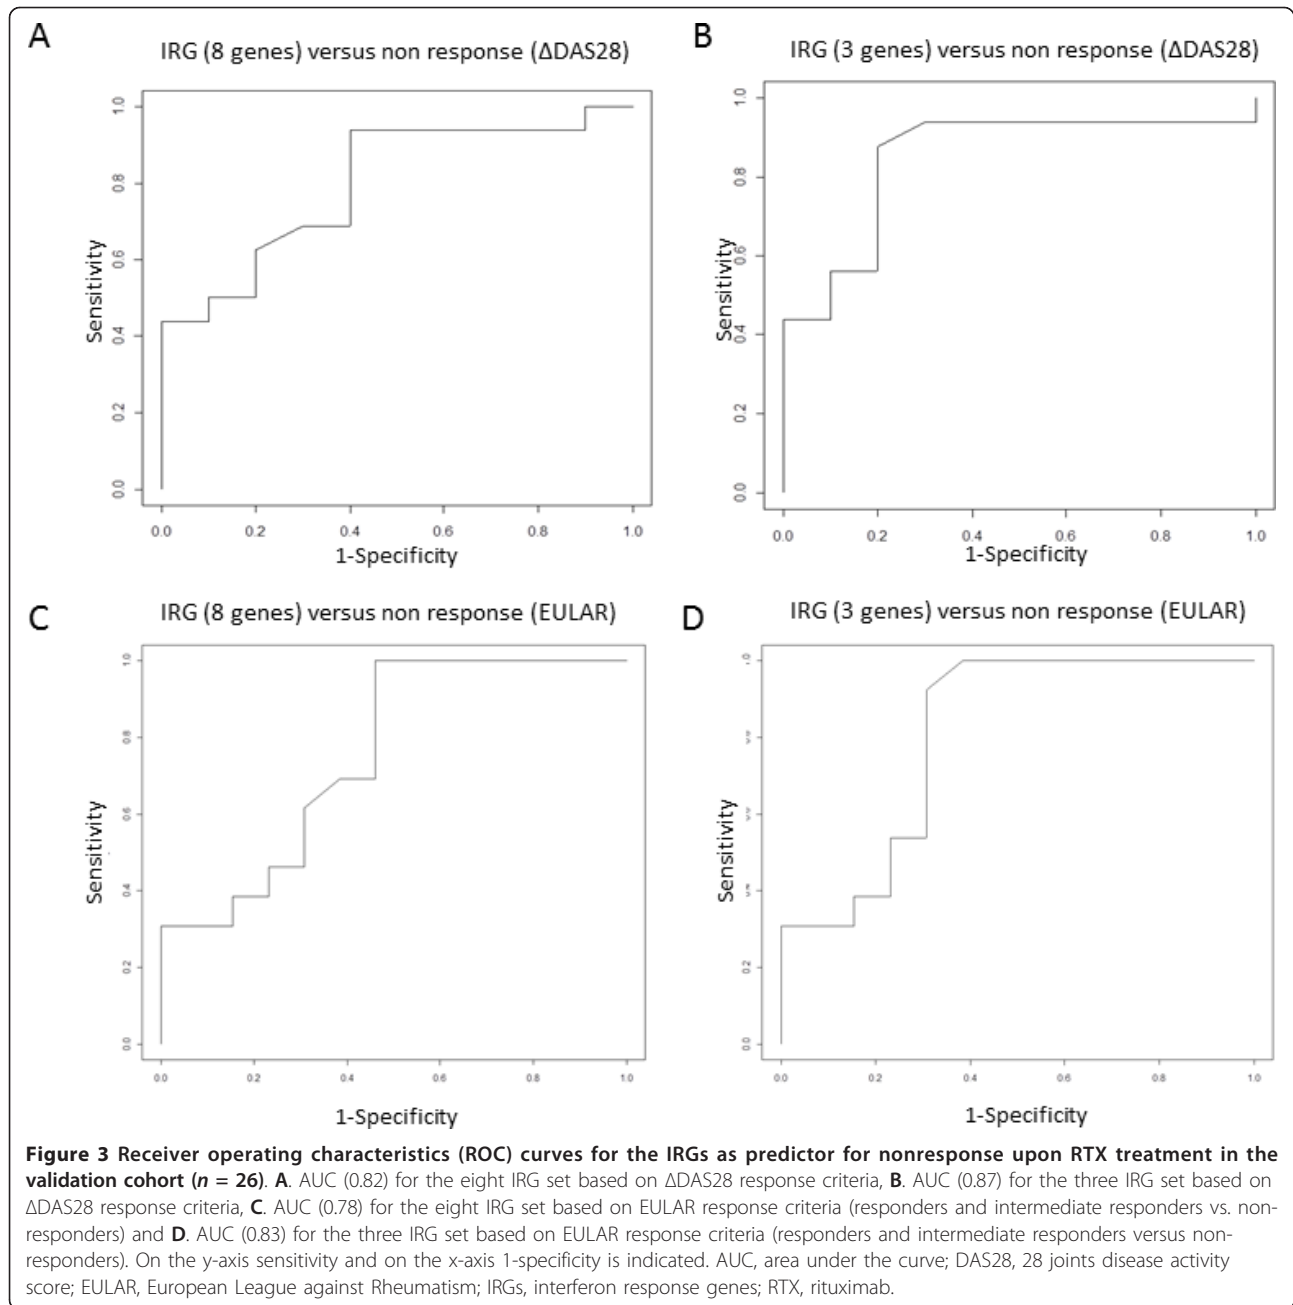 A
IRG (8 genes) versus non response (ΔDAS28)
Sensitivity
1.0
0.8
0.6
0.4
0.2
0.0
0.0 0.2 0.4 0.6 0.8 1.0
1-Specificity
B
IRG (3 genes) versus non response (ΔDAS28)
Sensitivity
1.0
0.8
0.6
0.4
0.2
0.0
0.0 0.2 0.4 0.6 0.8 1.0
1-Specificity
C
IRG (8 genes) versus non response (EULAR)
Sensitivity
1.0
0.8
0.6
0.4
0.2
0.0
0.0 0.2 0.4 0.6 0.8 1.0
1-Specificity
D
IRG (3 genes) versus non response (EULAR)
Sensitivity
0.2
0.0
0.0 0.2 0.4 0.6 0.8 1.0
1-Specificity
Figure 3 Receiver operating characteristics (ROC) curves for the IRGs as predictor for nonresponse upon RTX treatment in the
validation cohort (n = 26). A. AUC (0.82) for the eight IRG set based on ΔDAS28 response criteria, B. AUC (0.87) for the three IRG set based on
ΔDAS28 response criteria, C. AUC (0.78) for the eight IRG set based on EULAR response criteria (responders and intermediate responders vs. non-
responders) and D. AUC (0.83) for the three IRG set based on EULAR response criteria (responders and intermediate responders versus non-
responders). On the y-axis sensitivity and on the x-axis 1-specificity is indicated. AUC, area under the curve; DAS28, 28 joints disease activity
score; EULAR, European League against Rheumatism; IRGs, interferon response genes; RTX, rituximab.